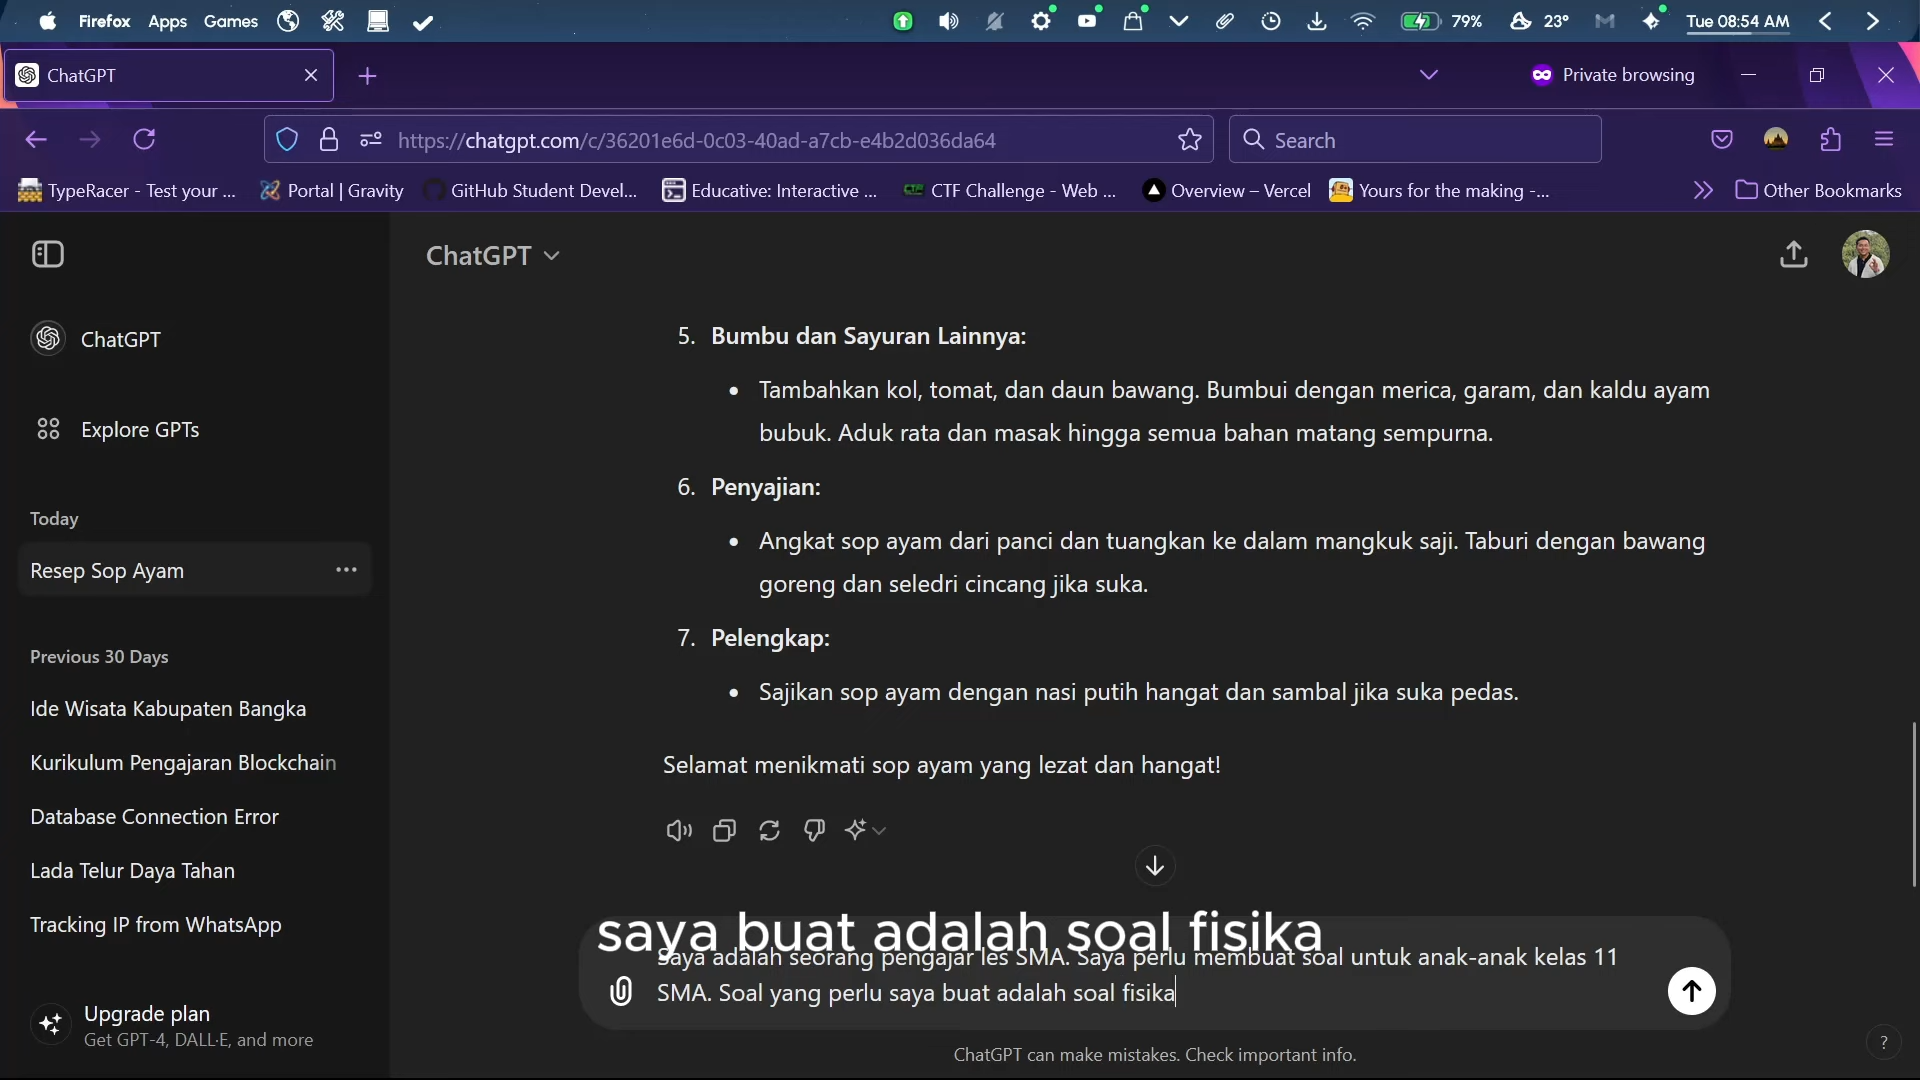 Firefox Apps Games
79% 23° Tue 08:54 AM
ChatGPT
Private browsing
https://chatgpt.com/c/36201e6d-0c03-40ad-a7cb-e4b2d036da64
Search
TypeRacer - Test your ... Portal | Gravity GitHub Student Devel... Educative: Interactive ... CTF Challenge - Web ... Overview – Vercel Yours for the making -... Other Bookmarks
ChatGPT
ChatGPT
Explore GPTs
Today
Resep Sop Ayam
Previous 30 Days
Ide Wisata Kabupaten Bangka
Kurikulum Pengajaran Blockchain
Database Connection Error
Lada Telur Daya Tahan
Tracking IP from WhatsApp
Upgrade plan
Get GPT-4, DALL·E, and more
5. Bumbu dan Sayuran Lainnya:
• Tambahkan kol, tomat, dan daun bawang. Bumbui dengan merica, garam, dan kaldu ayam
bubuk. Aduk rata dan masak hingga semua bahan matang sempurna.
6. Penyajian:
• Angkat sop ayam dari panci dan tuangkan ke dalam mangkuk saji. Taburi dengan bawang
goreng dan seledri cincang jika suka.
7. Pelengkap:
• Sajikan sop ayam dengan nasi putih hangat dan sambal jika suka pedas.
Selamat menikmati sop ayam yang lezat dan hangat!
saya buat adalah soal fisika
Saya adalah seorang pengajar les SMA. Saya perlu membuat soal untuk anak-anak kelas 11
SMA. Soal yang perlu saya buat adalah soal fisika
ChatGPT can make mistakes. Check important info.
?